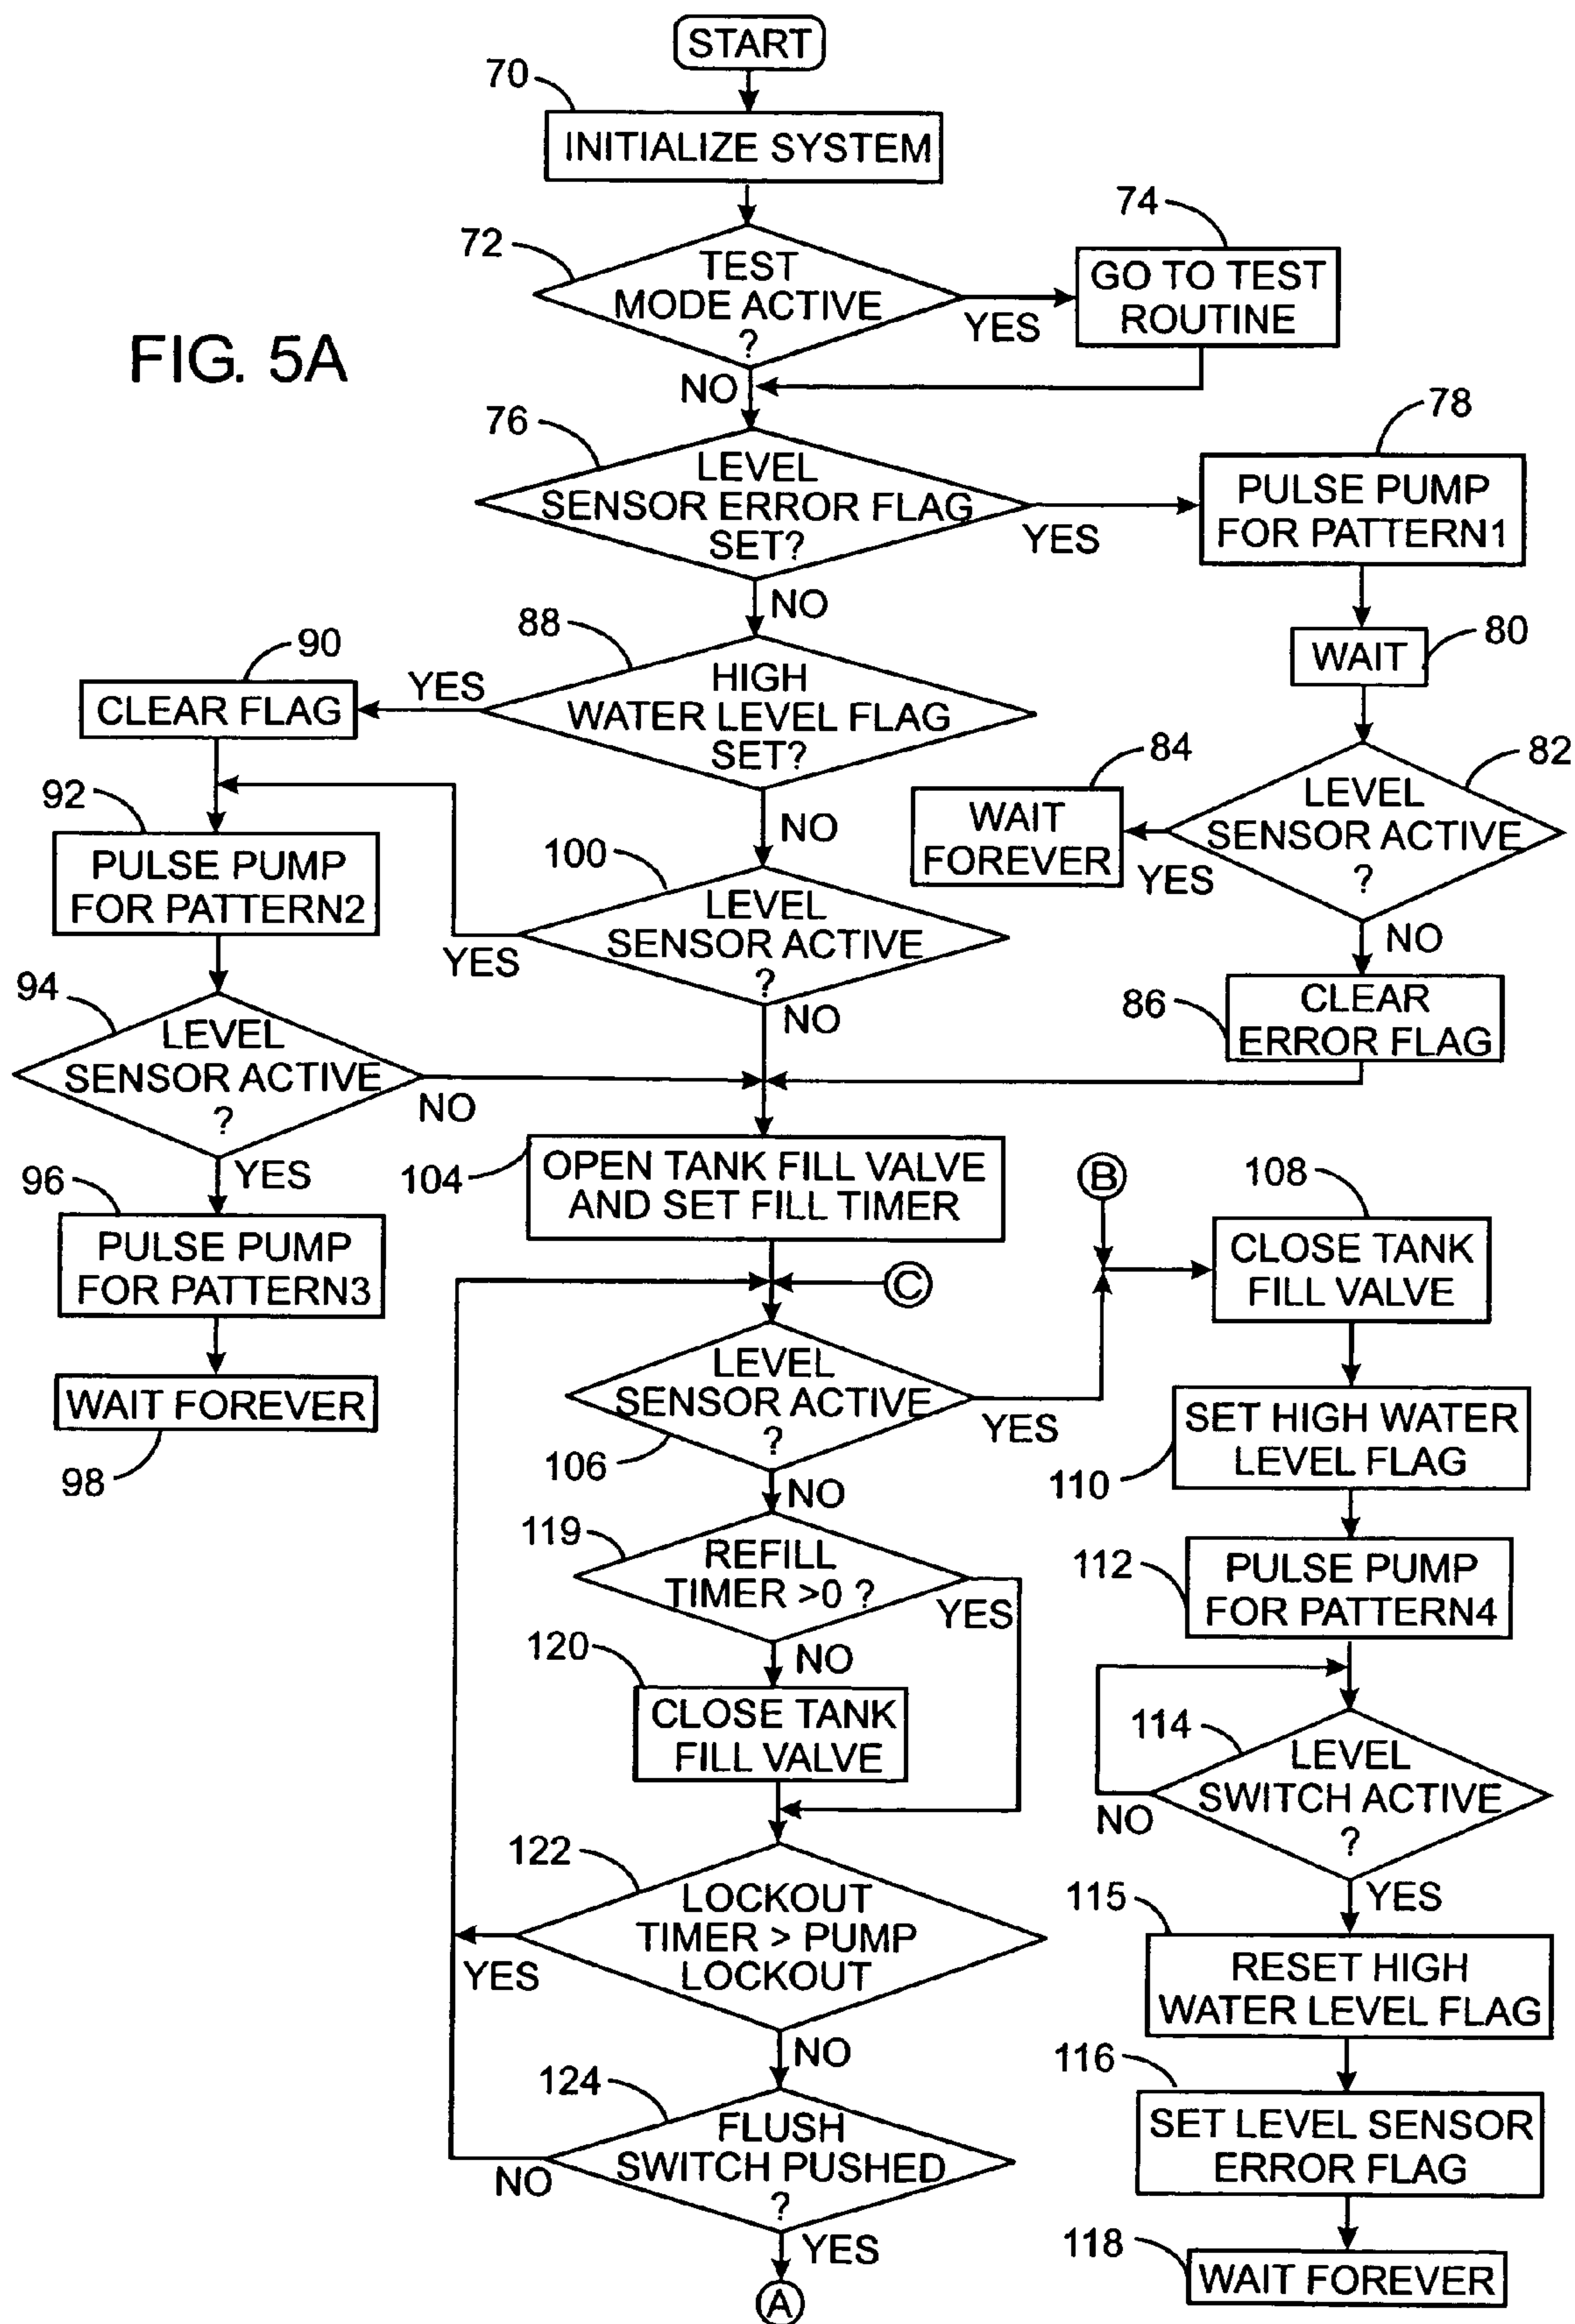 START
70
INITIALIZE SYSTEM
74
72
TEST
MODE ACTIVE
?
YES
GO TO TEST
ROUTINE
FIG. 5A
NO
78
76
LEVEL
SENSOR ERROR FLAG
SET?
YES
PULSE PUMP
FOR PATTERN1
NO
88
80
WAIT
90
CLEAR FLAG
YES
HIGH
WATER LEVEL FLAG
SET?
84
82
WAIT
FOREVER
YES
LEVEL
SENSOR ACTIVE
?
92
NO
PULSE PUMP
FOR PATTERN2
100
LEVEL
SENSOR ACTIVE
?
YES
NO
NO
94
LEVEL
SENSOR ACTIVE
?
NO
86
CLEAR
ERROR FLAG
YES
104
OPEN TANK FILL VALVE
AND SET FILL TIMER
B
108
96
PULSE PUMP
FOR PATTERN3
C
CLOSE TANK
FILL VALVE
WAIT FOREVER
98
LEVEL
SENSOR ACTIVE
?
YES
106
NO
SET HIGH WATER
LEVEL FLAG
110
119
REFILL
TIMER >0 ?
YES
112
PULSE PUMP
FOR PATTERN4
NO
120
CLOSE TANK
FILL VALVE
114
LEVEL
SWITCH ACTIVE
?
NO
YES
122
LOCKOUT
TIMER > PUMP
LOCKOUT
YES
NO
115
RESET HIGH
WATER LEVEL FLAG
124
FLUSH
SWITCH PUSHED
?
NO
YES
116
SET LEVEL SENSOR
ERROR FLAG
118
WAIT FOREVER
A